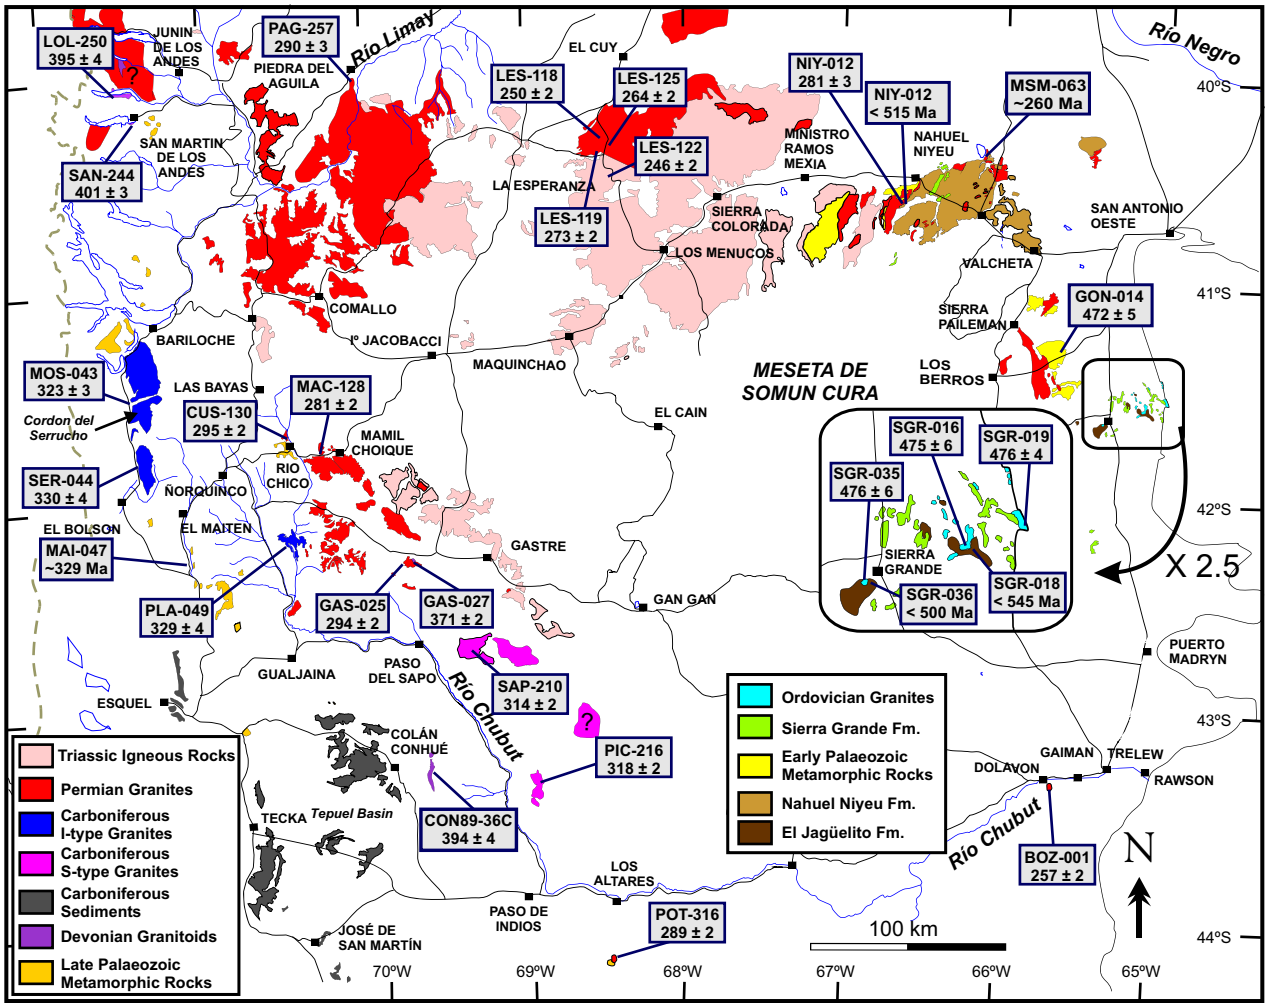 LOL-250
395 ± 4
JUNIN
DE LOS
ANDES
PAG-257
290 ± 3
Río Limay
PIEDRA DEL
AGUILA
?
SAN MARTIN
DE LOS
ANDES
SAN-244
401 ± 3
EL CUY
LES-118
250 ± 2
LES-125
264 ± 2
LES-122
246 ± 2
LA ESPERANZA
LES-119
273 ± 2
NIY-012
281 ± 3
NIY-012
< 515 Ma
MSM-063
~260 Ma
Río Negro
40ºS
MINISTRO
RAMOS
MEXIA
NAHUEL
NIYEU
SIERRA
COLORADA
LOS MENUCOS
SAN ANTONIO
OESTE
VALCHETA
41ºS
COMALLO
BARILOCHE
Iº JACOBACCI
MAQUINCHAO
SIERRA
PAILEMAN
GON-014
472 ± 5
LOS
BERROS
MESETA DE
SOMUN CURA
MOS-043
323 ± 3
LAS BAYAS
MAC-128
281 ± 2
CUS-130
295 ± 2
Cordon del
Serrucho
MAMIL
CHOIQUE
EL CAIN
RIO
CHICO
SER-044
330 ± 4
ÑORQUINCO
EL BOLSON
EL MAITEN
MAI-047
~329 Ma
GASTRE
SGR-016
475 ± 6
SGR-019
476 ± 4
SGR-035
476 ± 6
SIERRA
GRANDE
SGR-036
< 500 Ma
SGR-018
< 545 Ma
42ºS
X 2.5
PLA-049
329 ± 4
GAS-025
294 ± 2
GAS-027
371 ± 2
GAN GAN
GUALJAINA
PASO
DEL SAPO
Río Chubut
SAP-210
314 ± 2
PUERTO
MADRYN
ESQUEL
?
43ºS
COLÁN
CONHUÉ
PIC-216
318 ± 2
Triassic Igneous Rocks
Permian Granites
Carboniferous
I-type Granites
Carboniferous
S-type Granites
Carboniferous
Sediments
Devonian Granitoids
Late Palaeozoic
Metamorphic Rocks
Ordovician Granites
Sierra Grande Fm.
Early Palaeozoic
Metamorphic Rocks
Nahuel Niyeu Fm.
El Jagüelito Fm.
GAIMAN
TRELEW
DOLAVON
RAWSON
Río Chubut
TECKA
Tepuel Basin
CON89-36C
394 ± 4
BOZ-001
257 ± 2
N
LOS
ALTARES
PASO DE
INDIOS
POT-316
289 ± 2
JOSÉ DE
SAN MARTÍN
100 km
44ºS
70ºW
69ºW
68ºW
67ºW
66ºW
65ºW